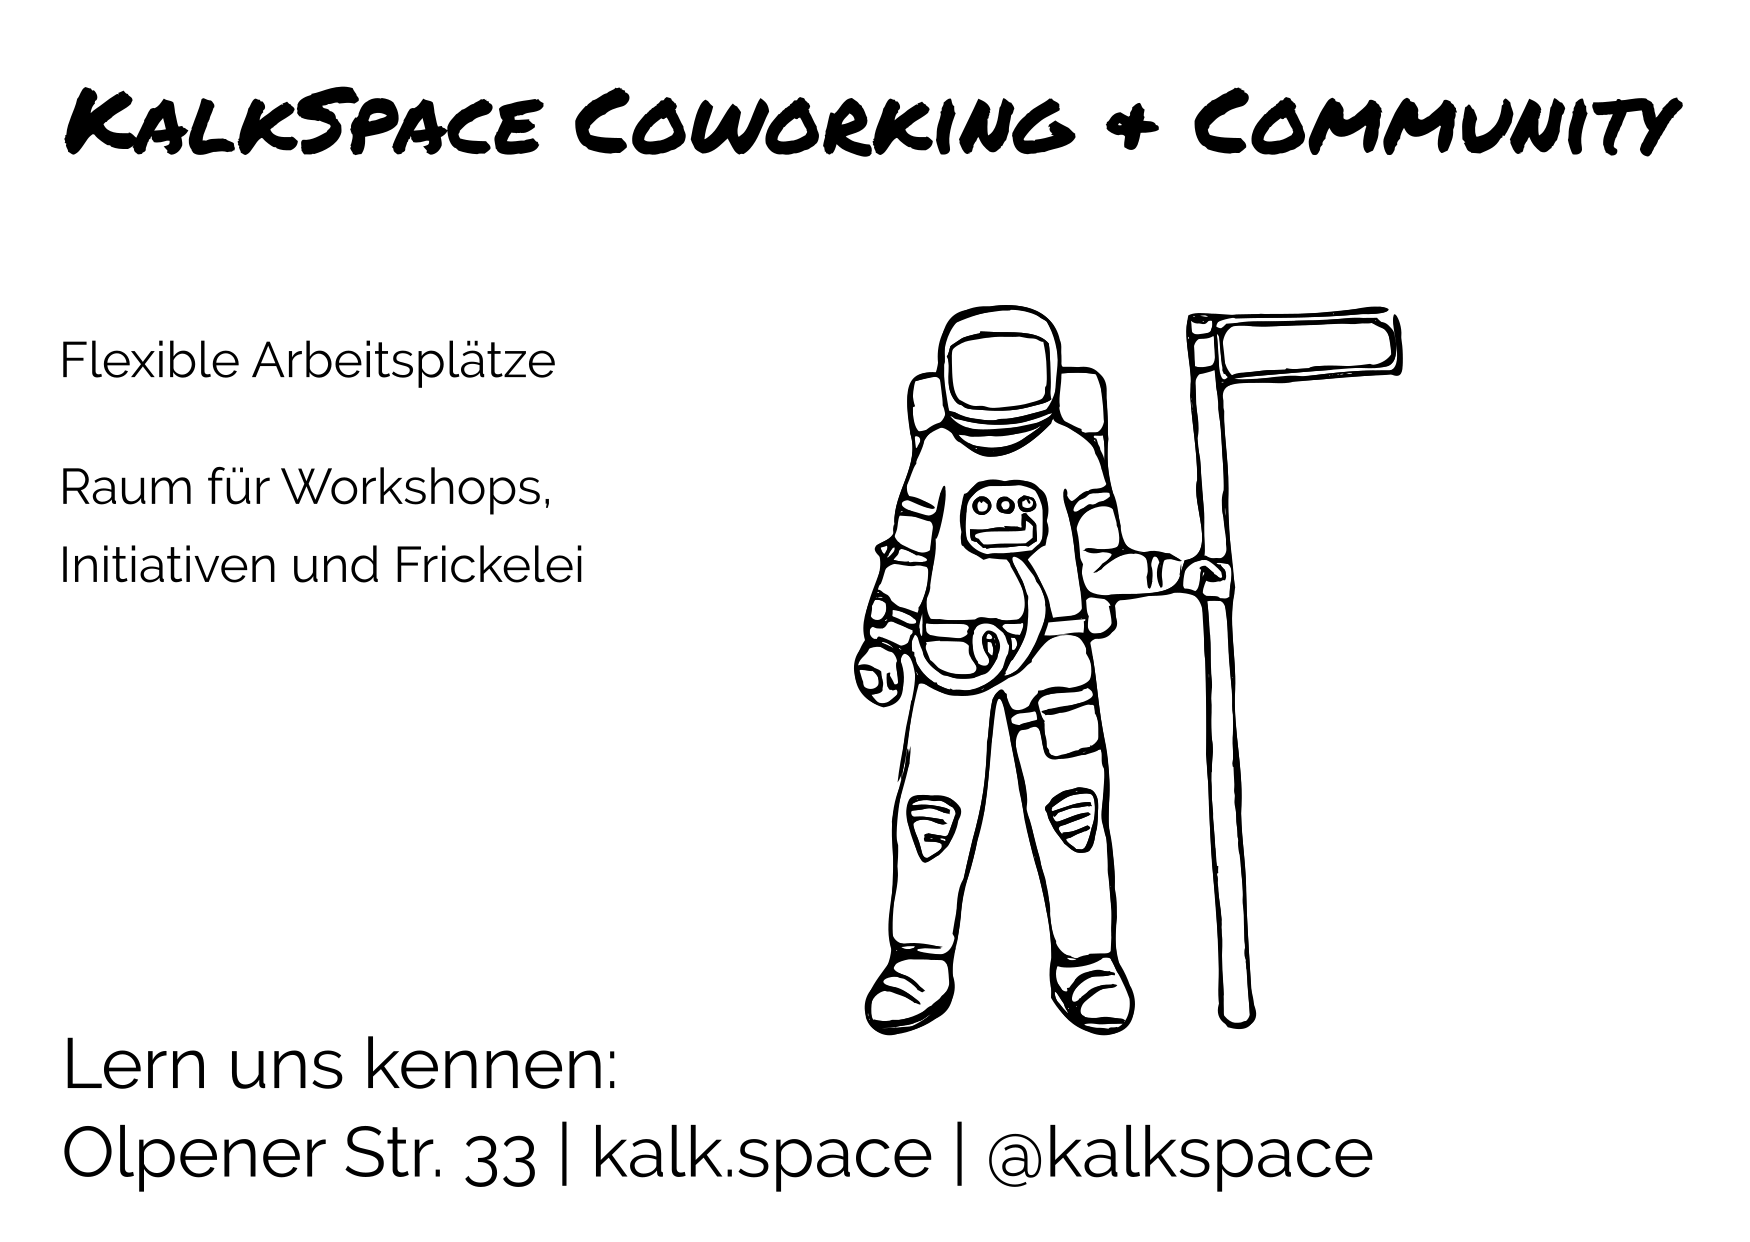 KalkSpace Coworking & Community
Flexible Arbeitsplätze
Raum für Workshops,
Initiativen und Frickelei
Lern uns kennen:
Olpener Str. 33 | kalk.space | @kalkspace